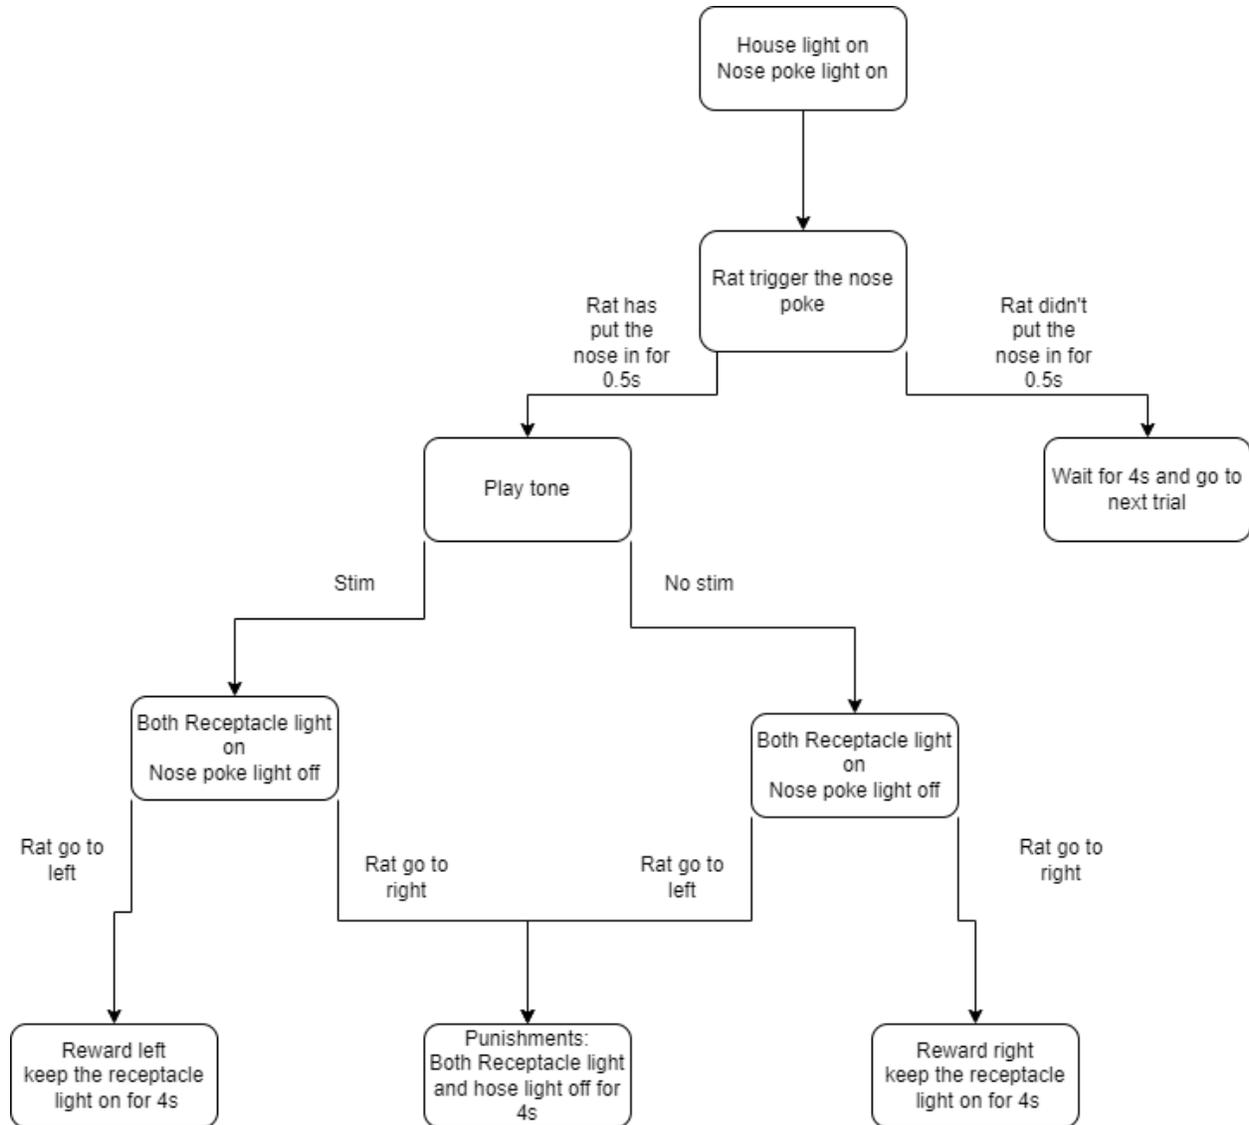 House light on
Nose poke light on
Rat trigger the nose
poke
Rat has
put the
nose in for
0.5s
Rat didn't
put the
nose in for
0.5s
Play tone
Wait for 4s and go to
next trial
Stim
No stim
Both Receptacle light
on
Nose poke light off
Both Receptacle light
on
Nose poke light off
Rat go to
left
Rat go to
right
Rat go to
left
Rat go to
right
Reward left
keep the receptacle
light on for 4s
Punishments:
Both Receptacle light
and hose light off for
4s
Reward right
keep the receptacle
light on for 4s